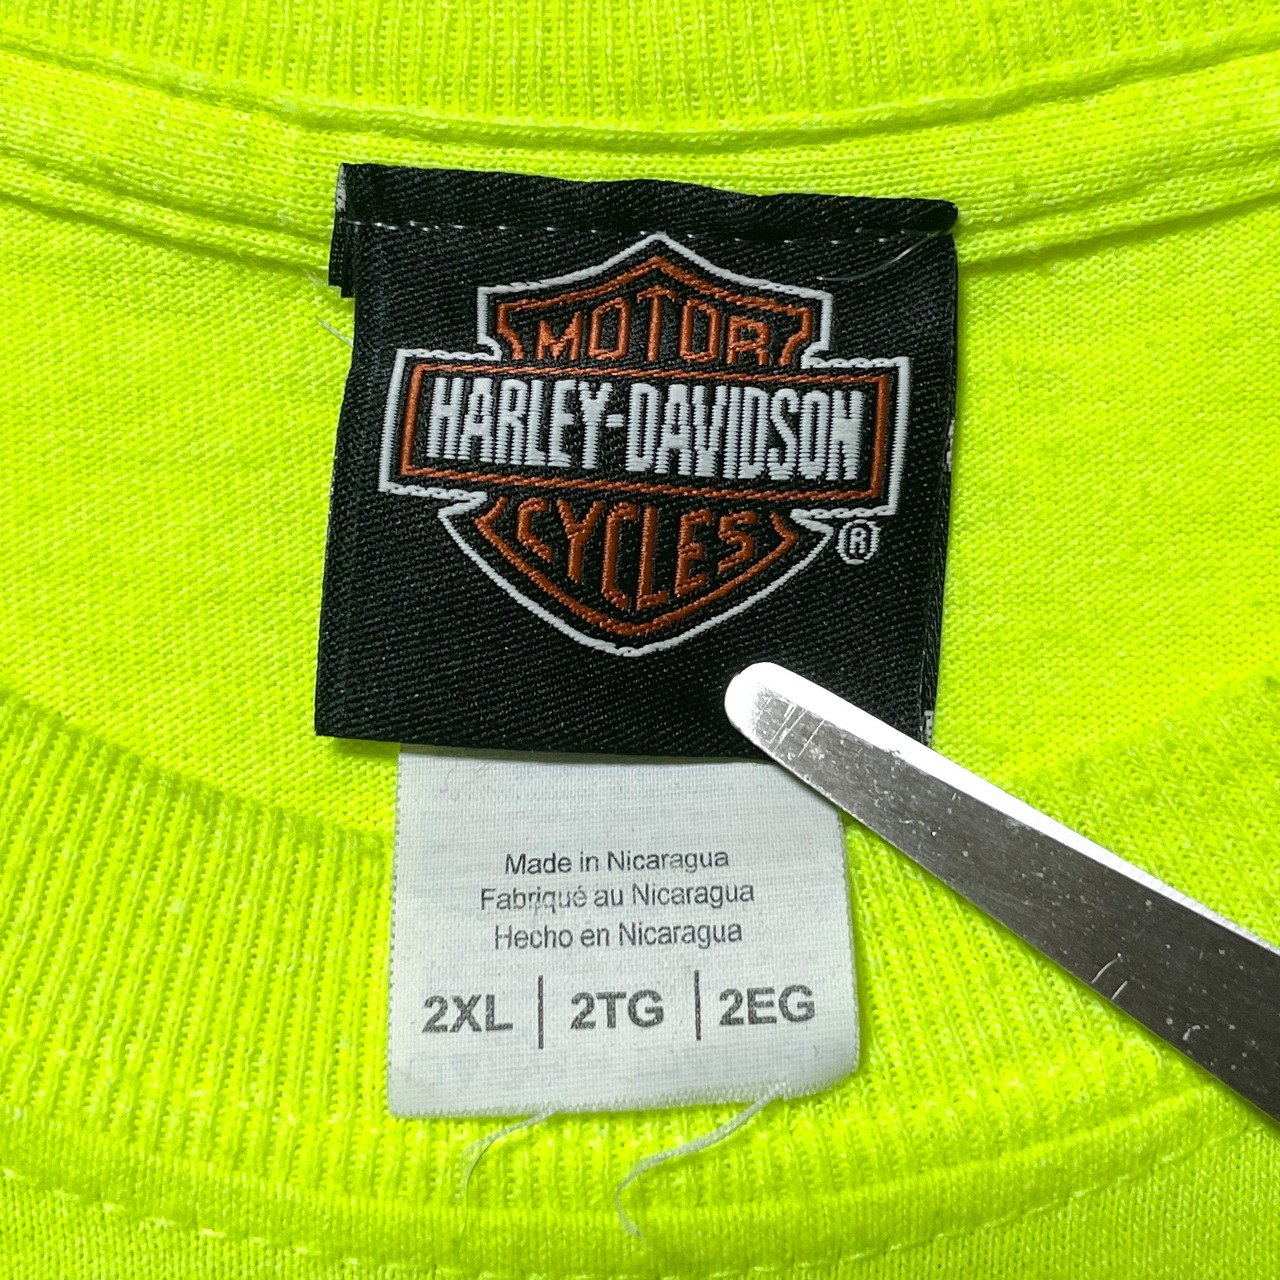 MOTOR
HARLEY-DAVIDSON
CYCLES
®
Made in Nicaragua
Fabriqué au Nicaragua
Hecho en Nicaragua
2XL | 2TG | 2EG